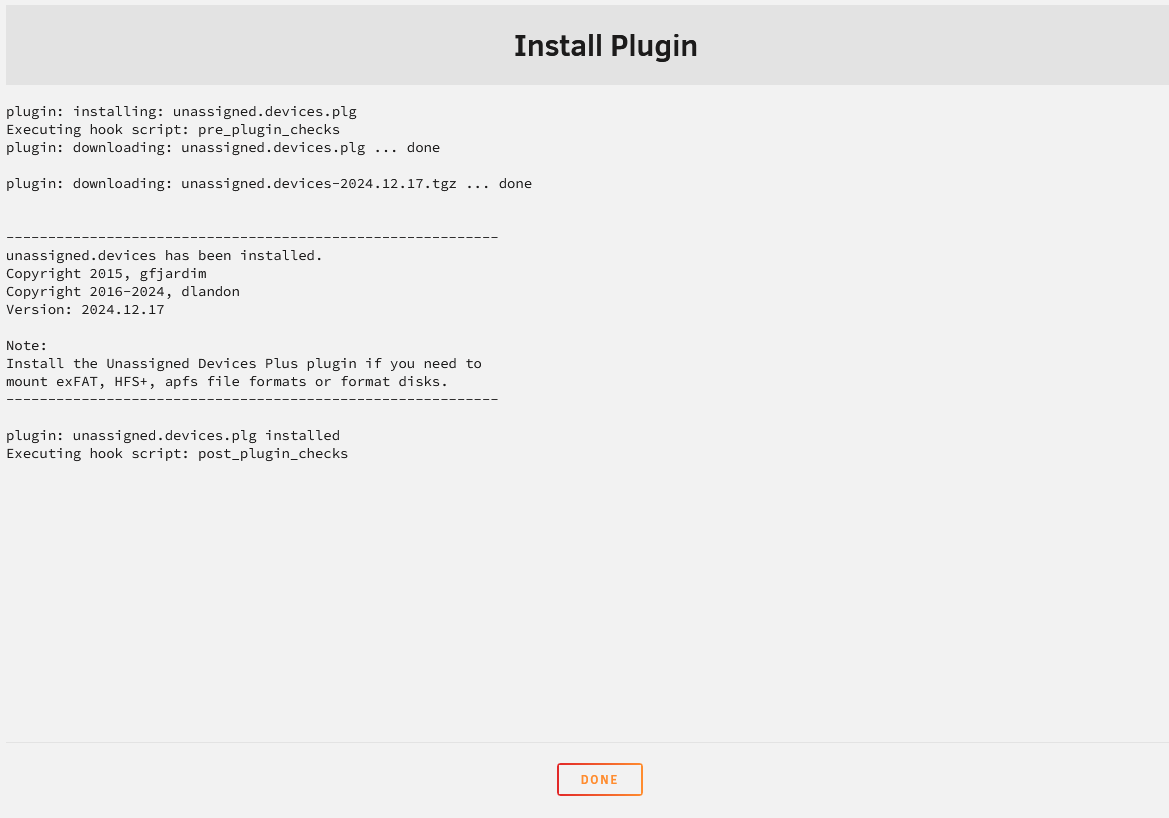 Install Plugin
plugin: installing: unassigned.devices.plg
Executing hook script: pre_plugin_checks
plugin: downloading: unassigned.devices.plg ... done
plugin: downloading: unassigned.devices-2024.12.17.tgz ... done
-----------------------------------------------------------
unassigned.devices has been installed.
Copyright 2015, gfjardim
Copyright 2016-2024, dlandon
Version: 2024.12.17
Note:
Install the Unassigned Devices Plus plugin if you need to
mount exFAT, HFS+, apfs file formats or format disks.
-----------------------------------------------------------
plugin: unassigned.devices.plg installed
Executing hook script: post_plugin_checks
DONE